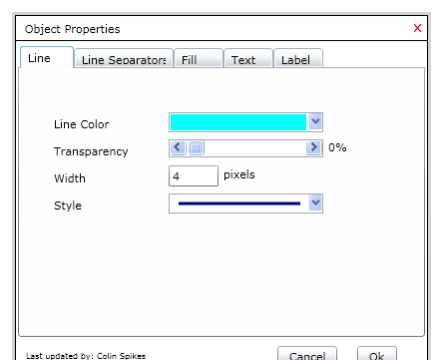 Object Properties
Line Line Separators Fill Text Label
Line Color
Transparency 0%
Width 4 pixels
Style
Last updated by: Colin Spikes Cancel Ok